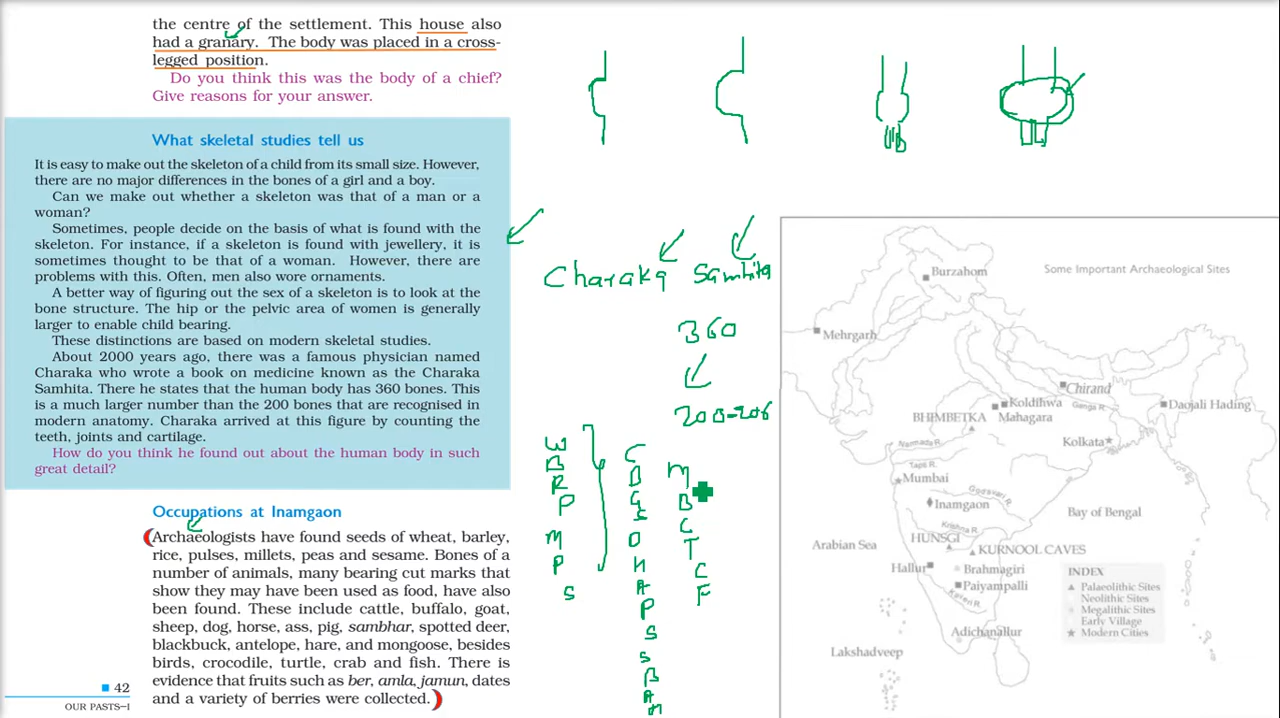 the centre of the settlement. This house also
had a granary. The body was placed in a cross-
legged position.
Do you think this was the body of a chief?
Give reasons for your answer.
What skeletal studies tell us
It is easy to make out the skeleton of a child from its small size. However,
there are no major differences in the bones of a girl and a boy.
Can we make out whether a skeleton was that of a man or a
woman?
Sometimes, people decide on the basis of what is found with the
skeleton. For instance, if a skeleton is found with jewellery, it is
sometimes thought to be that of a woman. However, there are
problems with this. Often, men also wore ornaments.
A better way of figuring out the sex of a skeleton is to look at the
bone structure. The hip or the pelvic area of women is generally
larger to enable child bearing.
These distinctions are based on modern skeletal studies.
About 2000 years ago, there was a famous physician named
Charaka who wrote a book on medicine known as the Charaka
Samhita. There he states that the human body has 360 bones. This
is a much larger number than the 200 bones that are recognised in
modern anatomy. Charaka arrived at this figure by counting the
teeth, joints and cartilage.
How do you think he found out about the human body in such
great detail?
Occupations at Inamgaon
(Archaeologists have found seeds of wheat, barley,
rice, pulses, millets, peas and sesame. Bones of a
number of animals, many bearing cut marks that
show they may have been used as food, have also
been found. These include cattle, buffalo, goat,
sheep, dog, horse, ass, pig, sambhar, spotted deer,
blackbuck, antelope, hare, and mongoose, besides
birds, crocodile, turtle, crab and fish. There is
evidence that fruits such as ber, amla, jamun, dates
and a variety of berries were collected.)
42
OUR PASTS–I
Charaka Samhita
360
200-206
W
B
R
P
M
P
S
C
B
G
S
D
H
A
P
S
S
B
A
H
M
B
C
T
C
F
Some Important Archaeological Sites
Burzahom
Mehrgarh
Chirand
Koldihwa
Mahagara
Ganga R.
Daojali Hading
BHIMBETKA
Kolkata
Narmada R.
Tapti R.
Mumbai
Godavari R.
Inamgaon
Bay of Bengal
Krishna R.
HUNSGI
Arabian Sea
KURNOOL CAVES
Hallur
Brahmagiri
Paiyampalli
Kaveri R.
Adichanallur
Lakshadveep
INDEX
Palaeolithic Sites
Neolithic Sites
Megalithic Sites
Early Village
Modern Cities